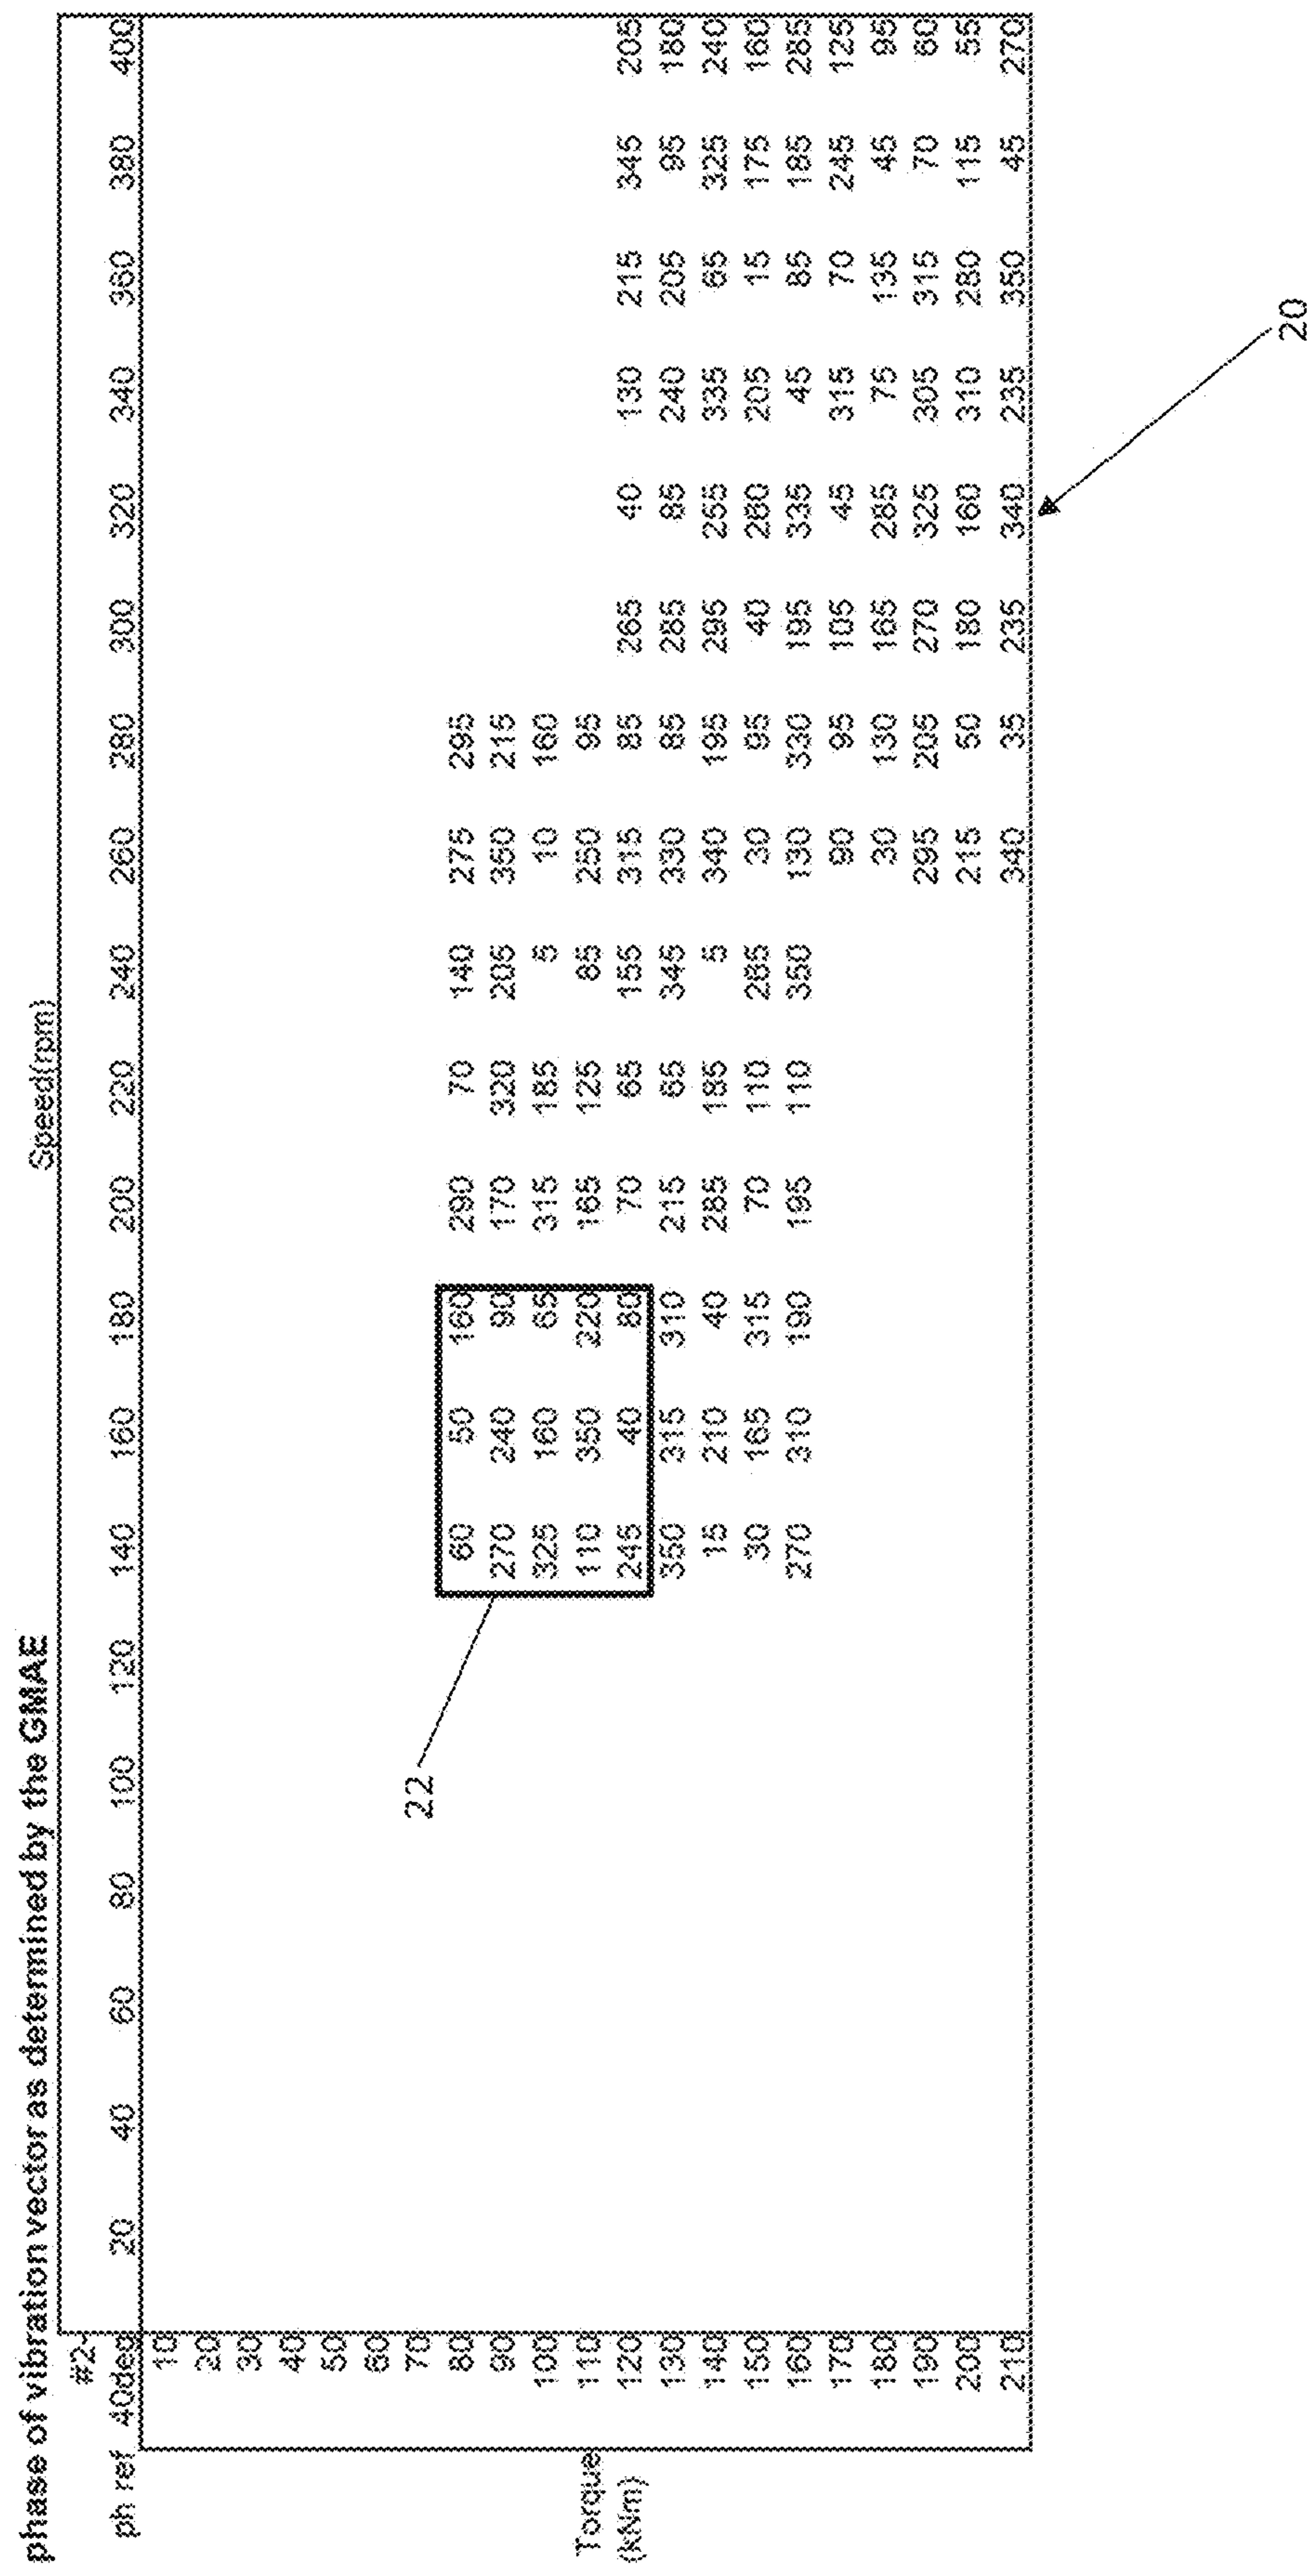 phase of vibration vector as determined by the GMAE
Speed(rpm)
#2-
ph ref 40deg 20 40 60 80 100 120 140 160 180 200 220 240 260 280 300 320 340 360 380 400
10
20
30
40
50
60
70
80 60 50 160 290 70 140 275 295
90 270 240 90 170 320 205 350 215
100 325 160 65 315 185 5 10 160
110 110 350 220 165 125 85 250 95
120 245 40 80 70 65 155 315 85 265 40 130 215 345 205
130 350 315 310 215 65 345 330 85 285 85 240 205 95 180
140 15 210 40 285 185 5 340 195 295 255 335 65 325 240
150 30 165 315 70 110 285 30 95 40 280 205 15 175 160
160 270 310 190 195 110 350 130 330 195 335 45 85 185 285
170 90 95 105 45 315 70 245 125
180 30 130 165 285 75 135 45 95
190 295 205 270 325 305 315 70 60
200 215 50 180 160 310 280 115 55
210 340 35 235 340 235 350 45 270
Torque
(kNm)
22
20